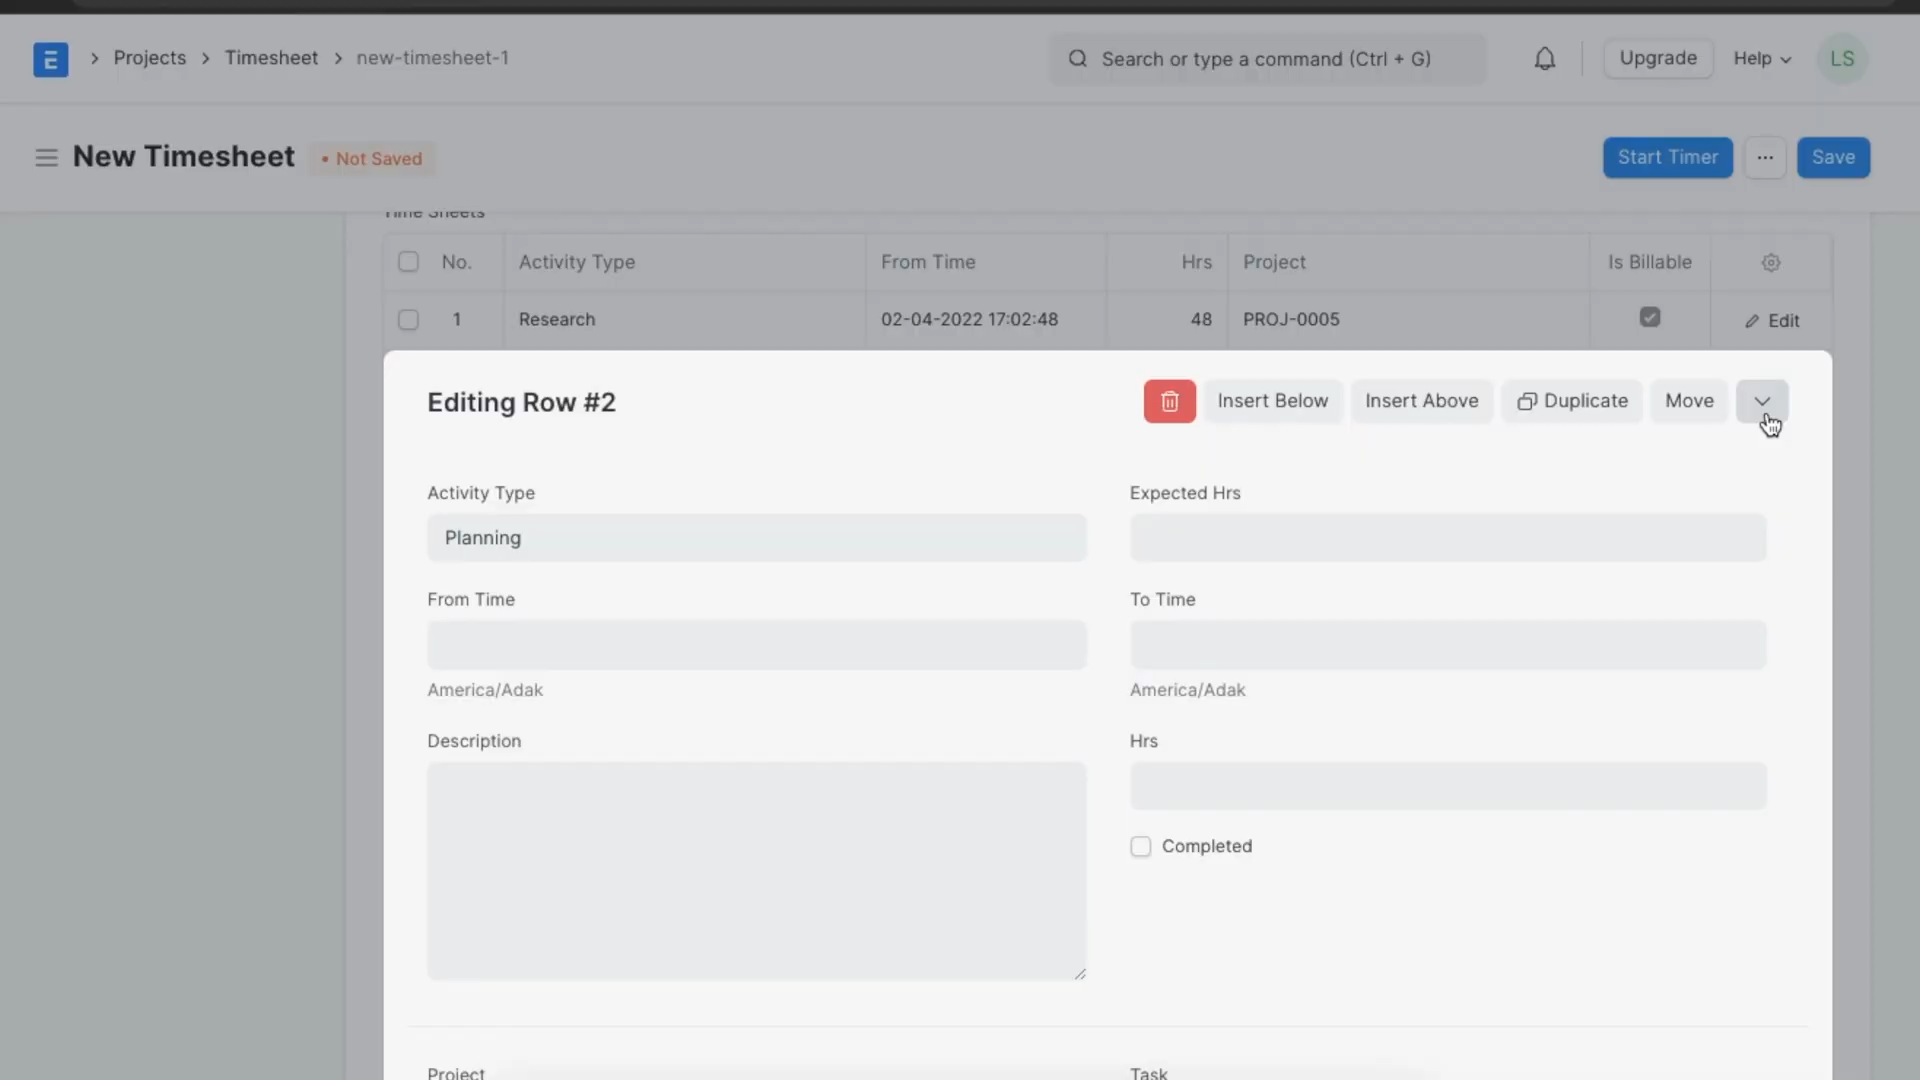 E > Projects > Timesheet > new-timesheet-1
Search or type a command (Ctrl + G)
Upgrade
Help
LS
New Timesheet
• Not Saved
Start Timer
...
Save
Time Sheets
No. Activity Type From Time Hrs Project Is Billable
1 Research 02-04-2022 17:02:48 48 PROJ-0005 Edit
Editing Row #2
Insert Below
Insert Above
Duplicate
Move
Activity Type
Planning
Expected Hrs
From Time
America/Adak
To Time
America/Adak
Description
Hrs
Completed
Project
Task